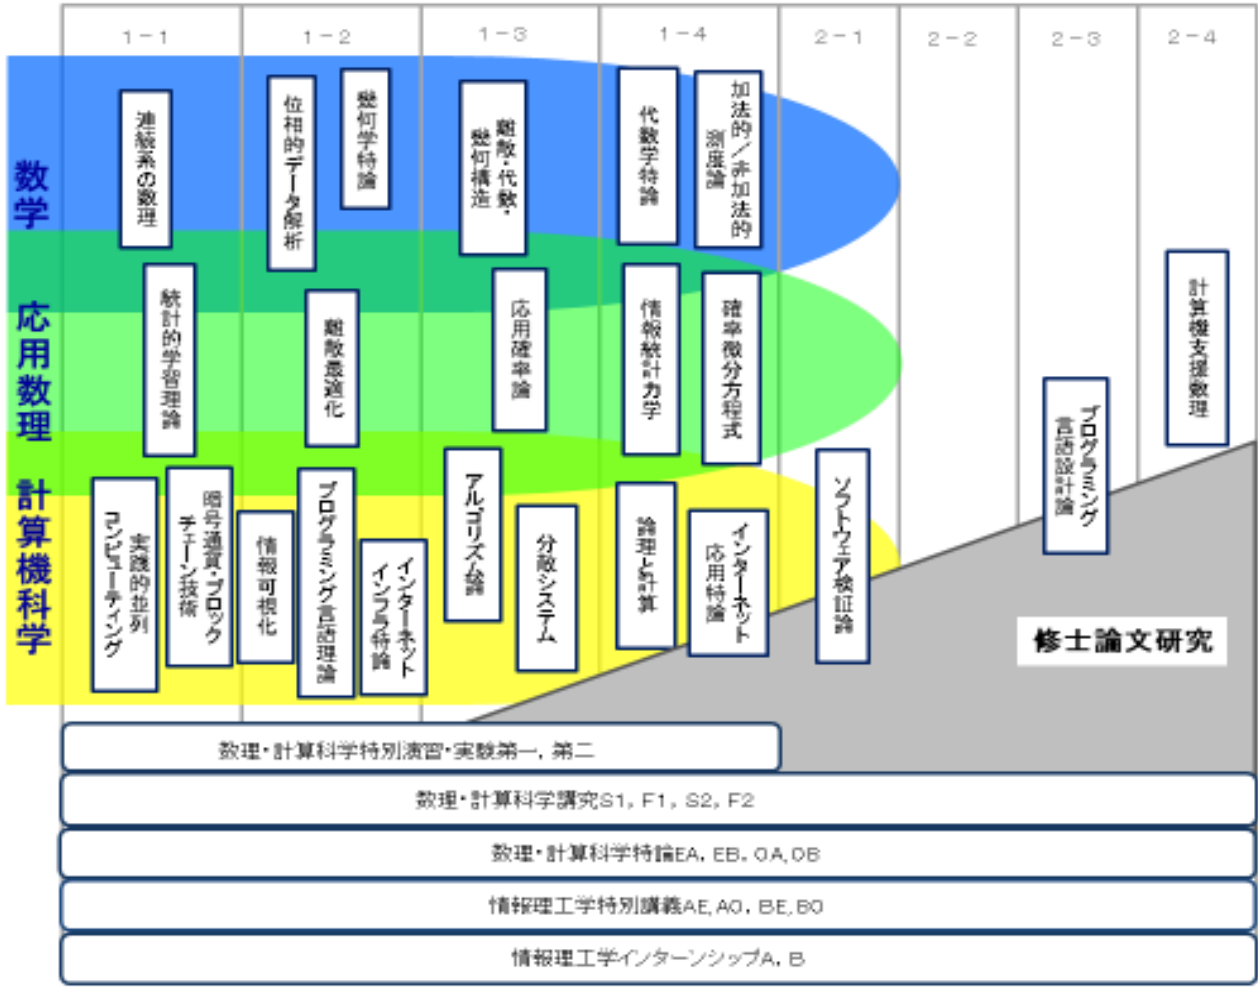 1-1
1-2
1-3
1-4
2-1
2-2
2-3
2-4
数学
連続系の数理
位相的データ解析
幾何学特論
離散・代数・
幾何構造
代数学特論
加法的/非加法的
測度論
応用数理
統計的学習理論
離散最適化
応用確率論
情報統計力学
確率微分方程式
計算機支援数理
計算機科学
実践的並列
コンピューティング
暗号通貨・ブロック
チェーン技術
情報可視化
プログラミング言語理論
インターネット
インフラ特論
アルゴリズム論
分散システム
論理と計算
インターネット
応用特論
ソフトウェア検証論
プログラミング
言語設計論
修士論文研究
数理・計算科学特別演習・実験第一, 第二
数理・計算科学講究S1, F1, S2, F2
数理・計算科学特論EA, EB, OA, OB
情報理工学特別講義AE, AO, BE, BO
情報理工学インターンシップA, B